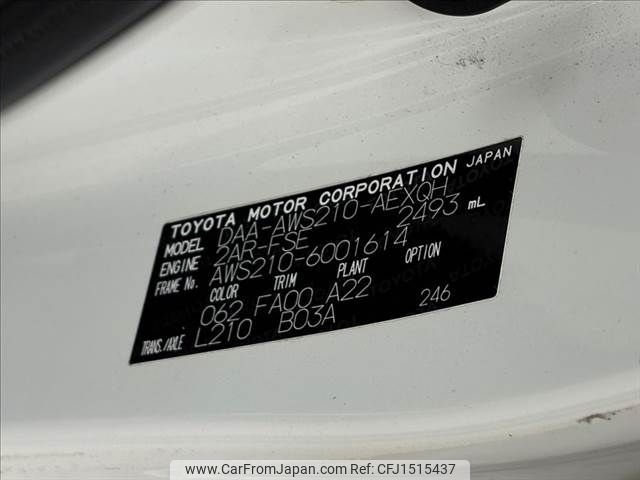 TOYOTA MOTOR CORPORATION JAPAN
MODEL DAA-AWS210-AEXQH
ENGINE 2AR-FSE 2493 mL
FRAME No. AWS210-6001614
COLOR TRIM PLANT OPTION
062 FA00 A22
TRANS./AXLE L210 B03A 246
www.CarFromJapan.com CFJ1515437